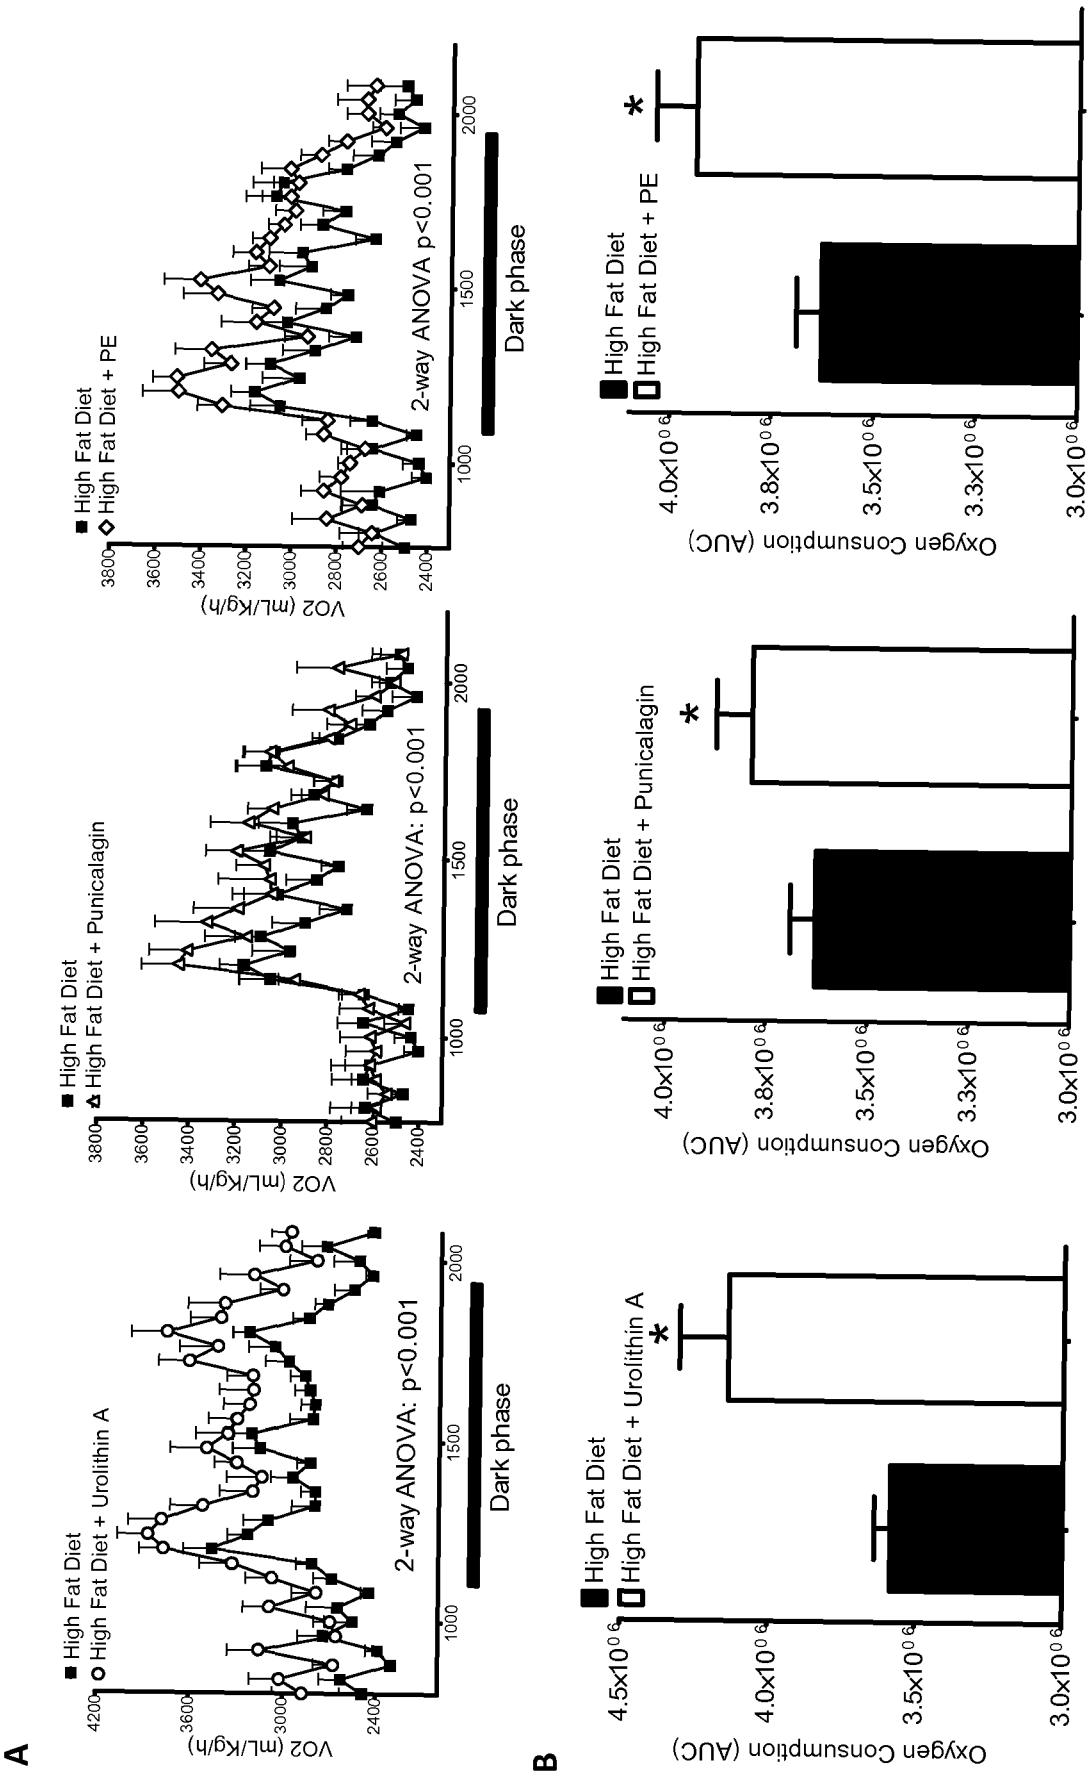 A
High Fat Diet
High Fat Diet + Urolithin A
4200
3600
3000
2400
VO2 (mL/Kg/h)
2-way ANOVA: p<0.001
1000
1500
2000
Dark phase
High Fat Diet
High Fat Diet + Punicalagin
3800
3600
3400
3200
3000
2800
2600
2400
VO2 (mL/Kg/h)
2-way ANOVA: p<0.001
1000
1500
2000
Dark phase
High Fat Diet
High Fat Diet + PE
3800
3600
3400
3200
3000
2800
2600
2400
VO2 (mL/Kg/h)
2-way ANOVA p<0.001
1000
1500
2000
Dark phase
B
High Fat Diet
High Fat Diet + Urolithin A
4.5x10⁰⁶
4.0x10⁰⁶
3.5x10⁰⁶
3.0x10⁰⁶
Oxygen Consumption (AUC)
*
High Fat Diet
High Fat Diet + Punicalagin
4.0x10⁰⁶
3.8x10⁰⁶
3.5x10⁰⁶
3.3x10⁰⁶
3.0x10⁰⁶
Oxygen Consumption (AUC)
*
High Fat Diet
High Fat Diet + PE
4.0x10⁰⁶
3.8x10⁰⁶
3.5x10⁰⁶
3.3x10⁰⁶
3.0x10⁰⁶
Oxygen Consumption (AUC)
*